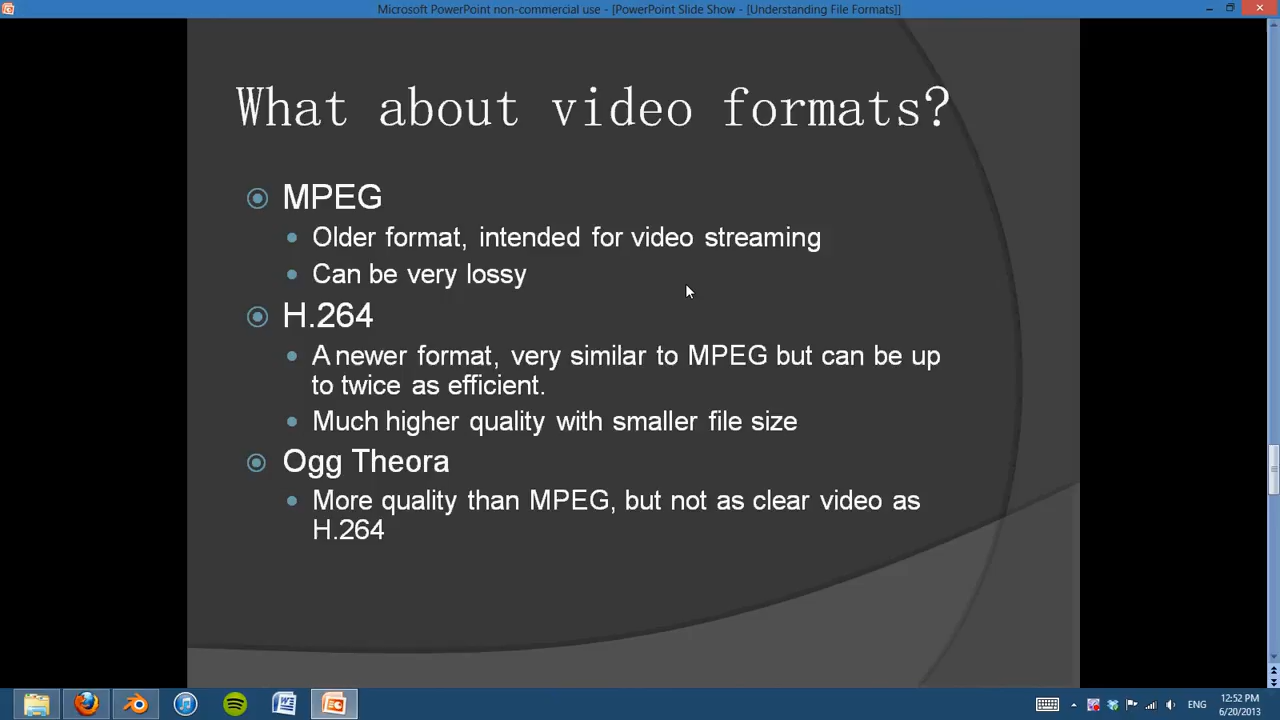 Microsoft PowerPoint non-commercial use - [PowerPoint Slide Show - [Understanding File Formats]]
What about video formats?
MPEG
Older format, intended for video streaming
Can be very lossy
H.264
A newer format, very similar to MPEG but can be up
to twice as efficient.
Much higher quality with smaller file size
Ogg Theora
More quality than MPEG, but not as clear video as
H.264
ENG
12:52 PM
6/20/2013